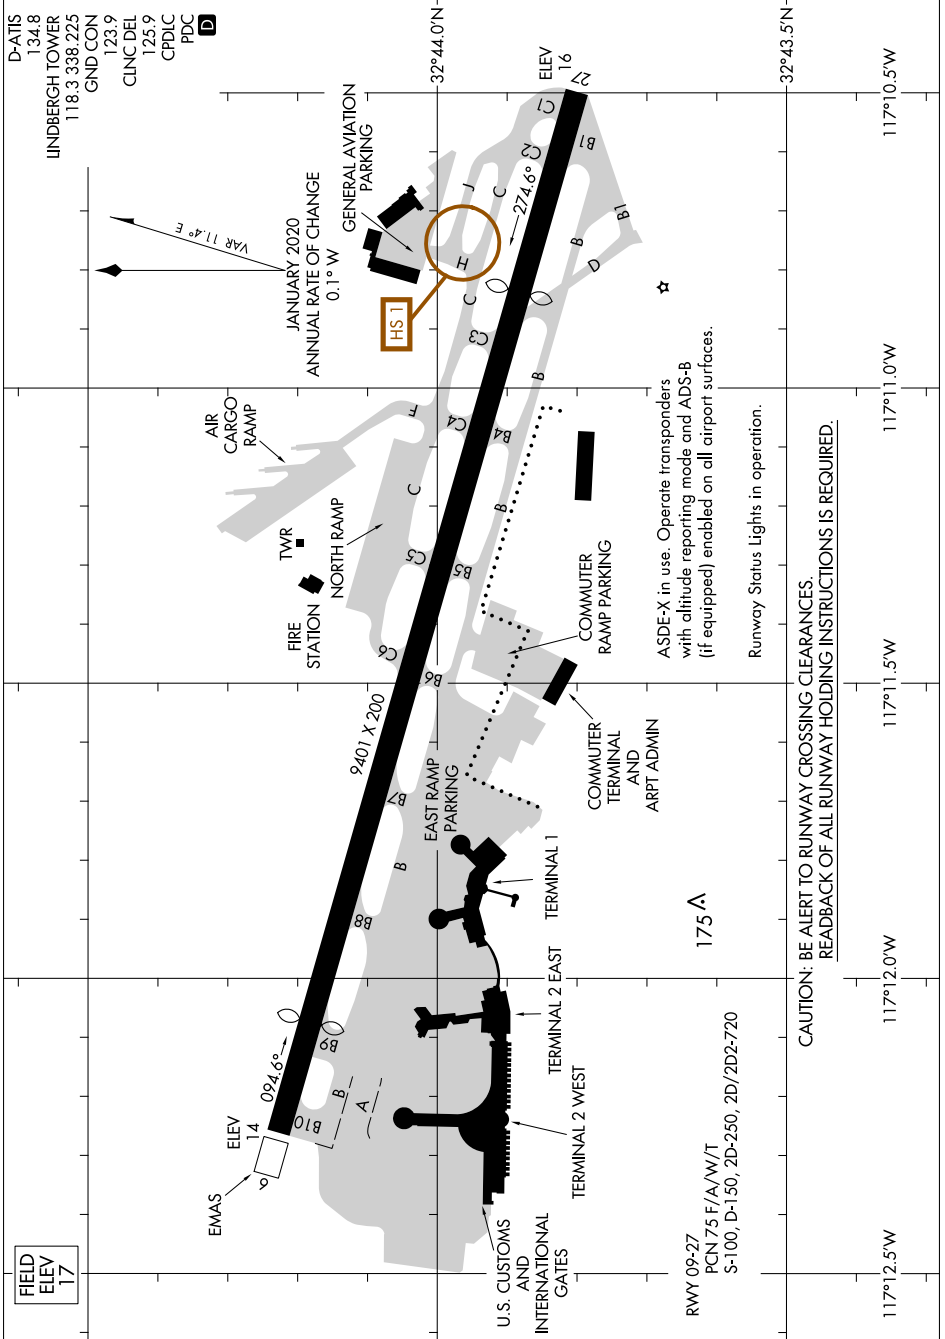 D-ATIS
134.8
LINDBERGH TOWER
118.3 338.225
GND CON
123.9
CLNC DEL
125.9
CPDLC
PDC
D
FIELD
ELEV
17
VAR 11.4° E
JANUARY 2020
ANNUAL RATE OF CHANGE
0.1° W
GENERAL AVIATION
PARKING
HS 1
AIR
CARGO
RAMP
TWR
FIRE
STATION
NORTH RAMP
EMAS
ELEV
14
9
094.6°
9401 X 200
274.6°
ELEV
16
27
B10
B
A
B9
B8
B
B7
B6
C6
B5
C5
B
C
B4
C4
F
B
C3
C
H
J
C
C2
C1
B
D
B1
B1
EAST RAMP
PARKING
TERMINAL 1
TERMINAL 2 EAST
TERMINAL 2 WEST
U.S. CUSTOMS
AND
INTERNATIONAL
GATES
COMMUTER
TERMINAL
AND
ARPT ADMIN
COMMUTER
RAMP PARKING
175
ASDE-X in use. Operate transponders
with altitude reporting mode and ADS-B
(if equipped) enabled on all airport surfaces.
Runway Status Lights in operation.
RWY 09-27
PCN 75 F/A/W/T
S-100, D-150, 2D-250, 2D/2D2-720
CAUTION: BE ALERT TO RUNWAY CROSSING CLEARANCES.
READBACK OF ALL RUNWAY HOLDING INSTRUCTIONS IS REQUIRED.
32°44.0'N
32°43.5'N
117°12.5'W
117°12.0'W
117°11.5'W
117°11.0'W
117°10.5'W